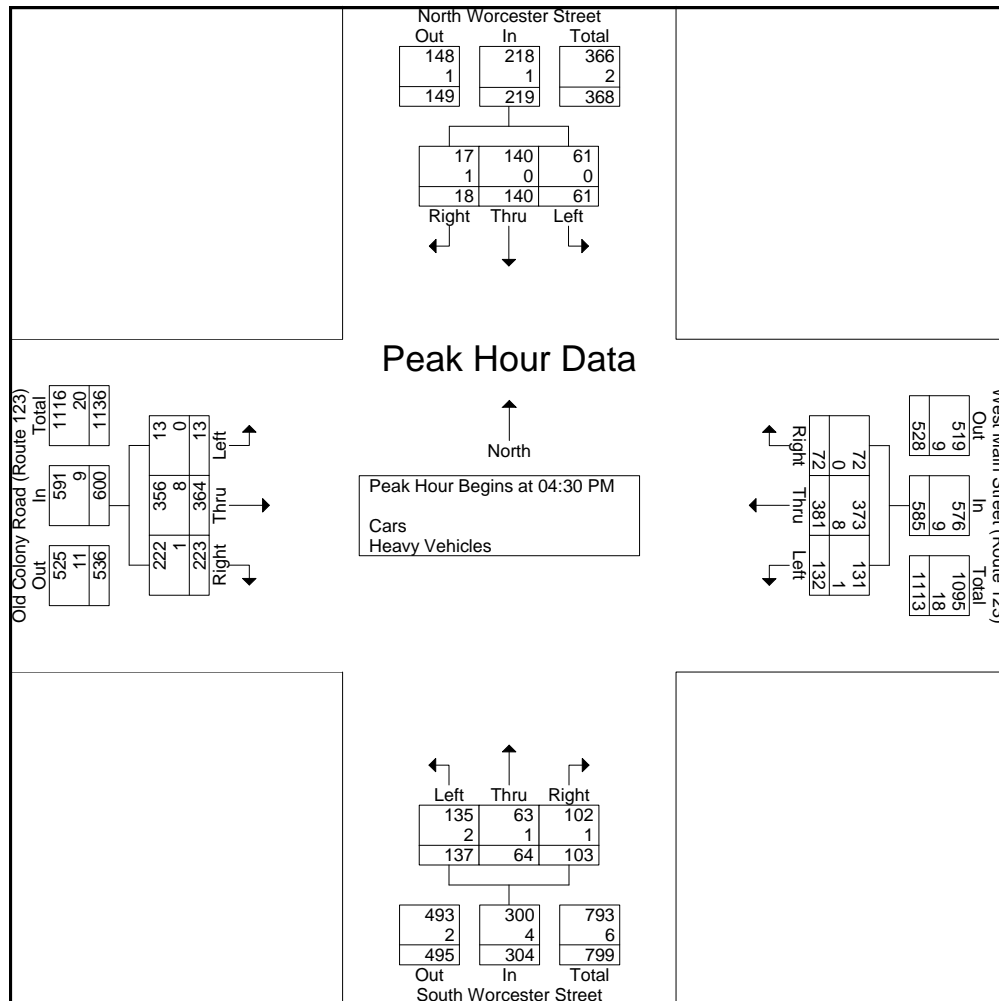 North Worcester Street
Out In Total
148 218 366
1 1 2
149 219 368
17 140 61
1 0 0
18 140 61
Right Thru Left
Peak Hour Data
North
Peak Hour Begins at 04:30 PM
Cars
Heavy Vehicles
Old Colony Road (Route 123)
Out In Total
525 591 1116
11 9 20
536 600 1136
222 356 13
1 8 0
223 364 13
Right Thru Left
West Main Street (Route 123)
Out In Total
519 576 1095
9 9 18
528 585 1113
72 373 131
0 8 1
72 381 132
Right Thru Left
Left Thru Right
135 63 102
2 1 1
137 64 103
493 300 793
2 4 6
495 304 799
Out In Total
South Worcester Street